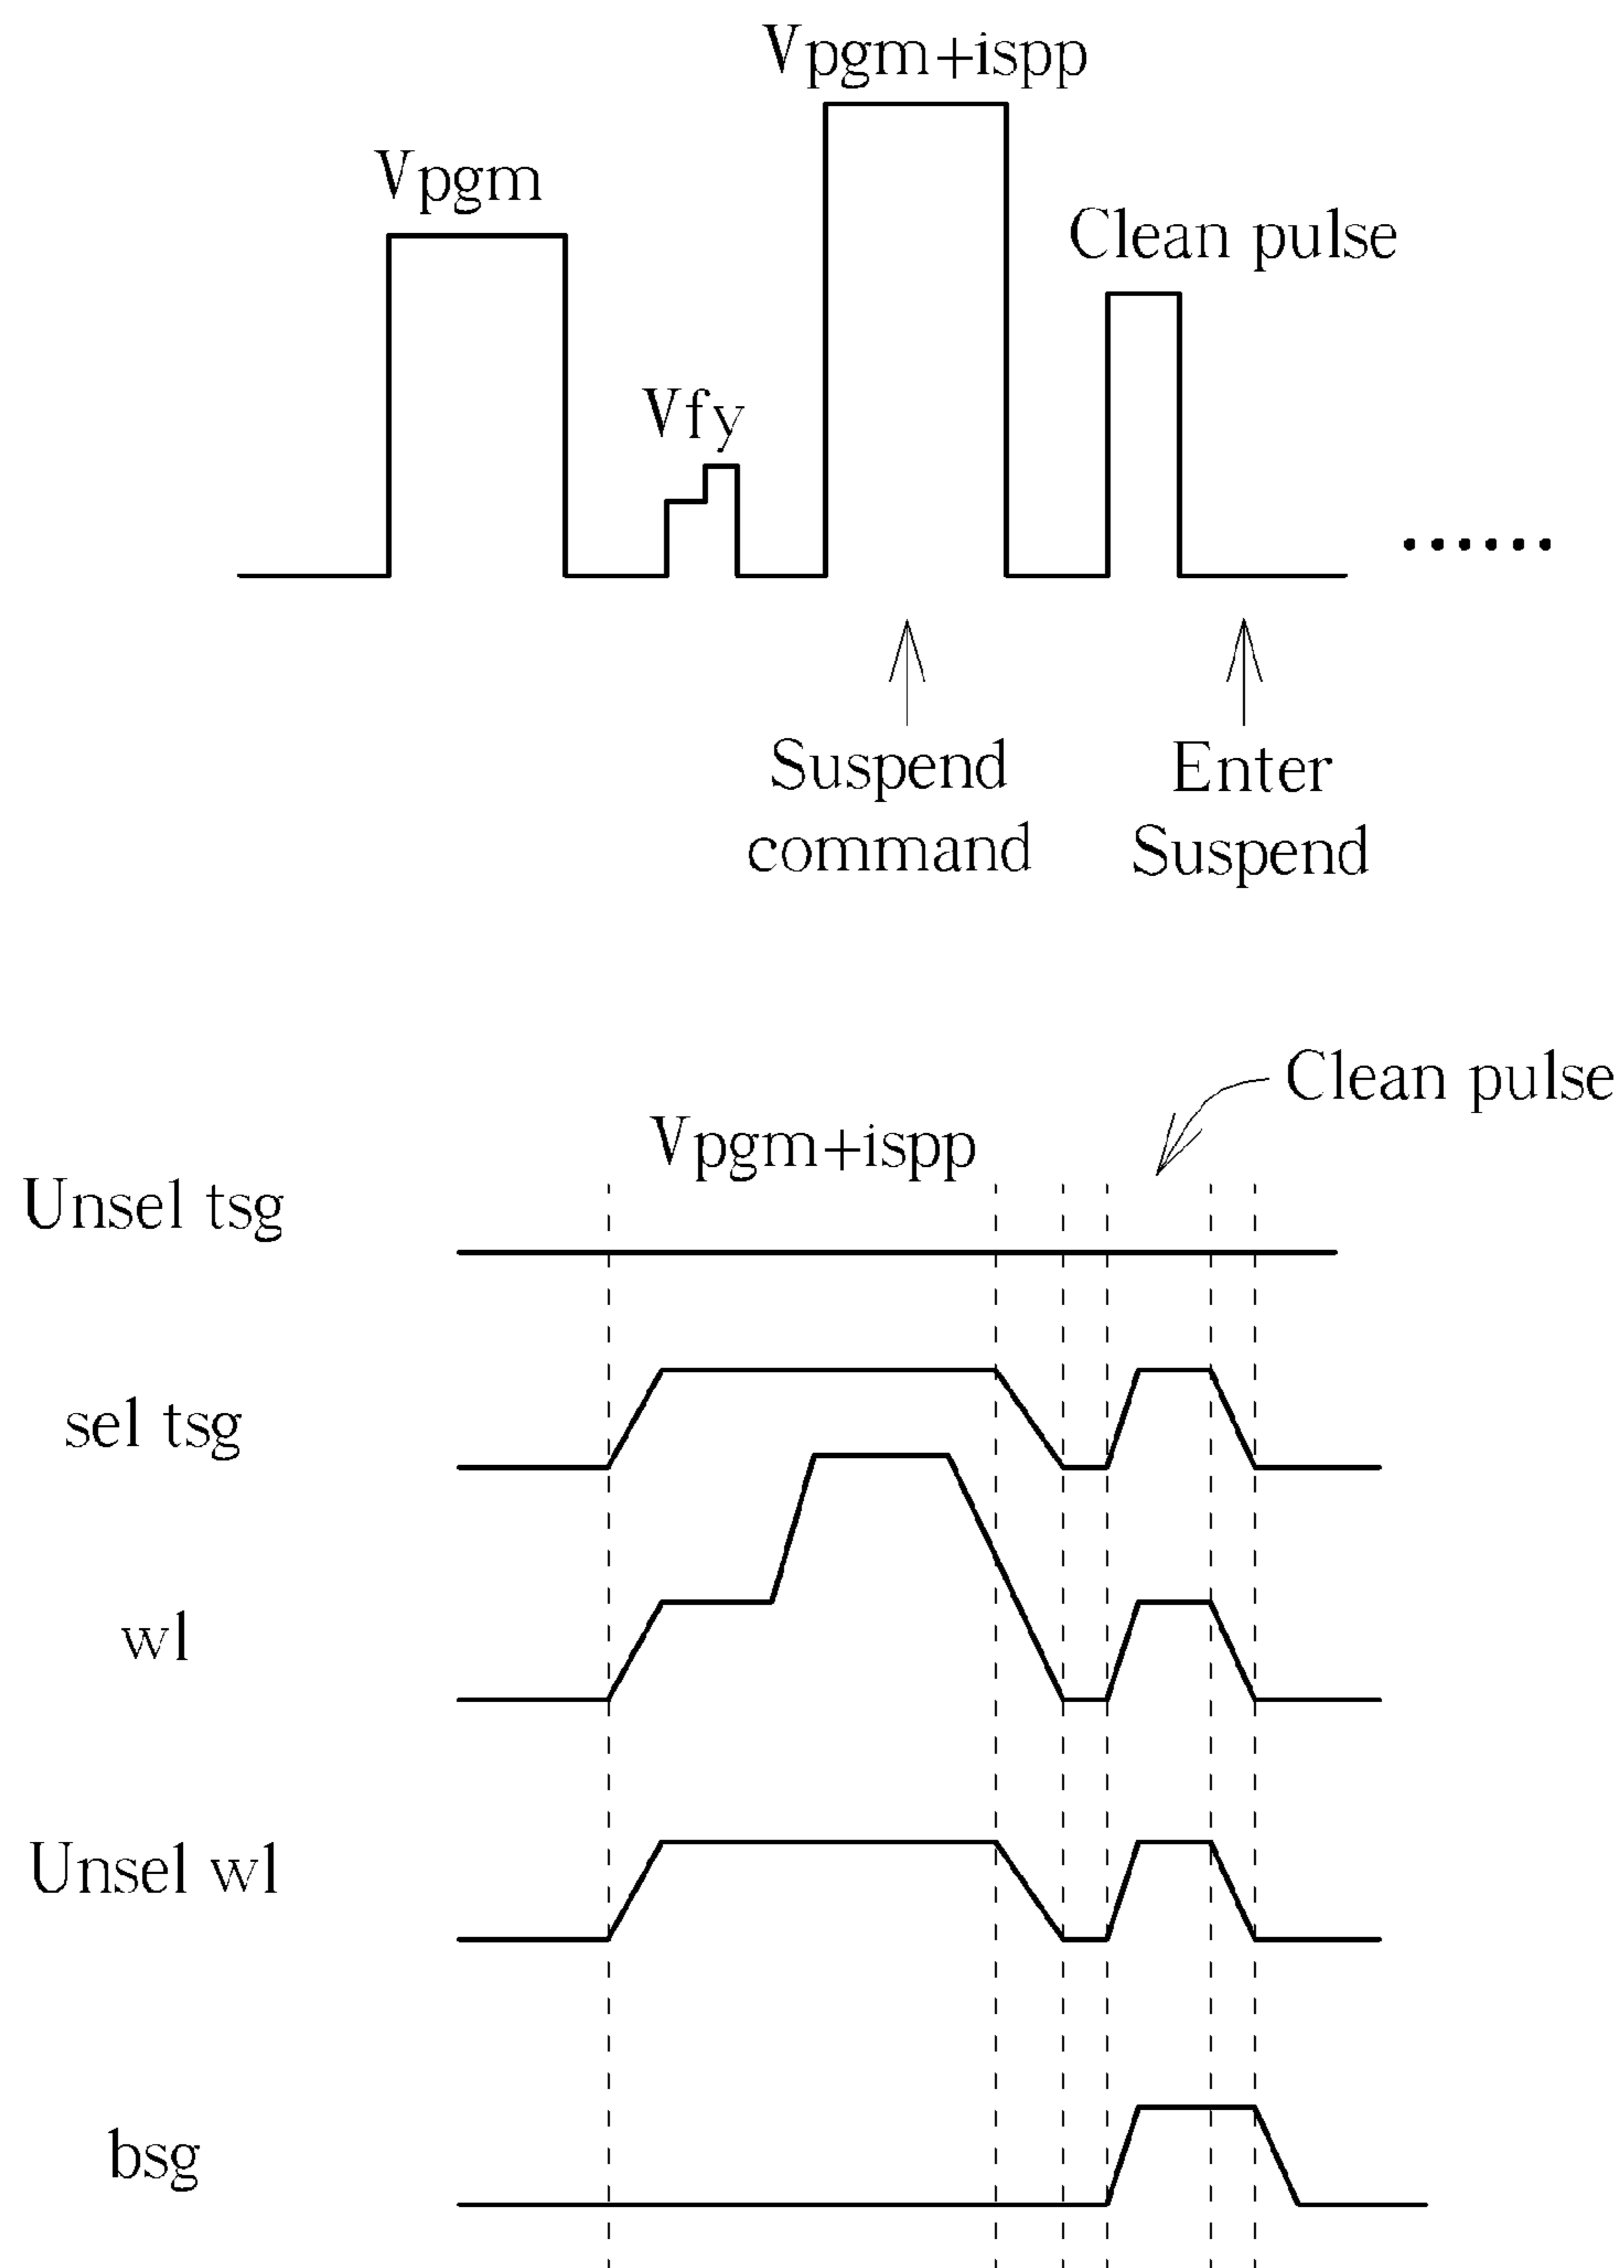 Vpgm+ispp
Vpgm
Clean pulse
Vfy
......
Suspend
command
Enter
Suspend
Clean pulse
Vpgm+ispp
Unsel tsg
sel tsg
wl
Unsel wl
bsg